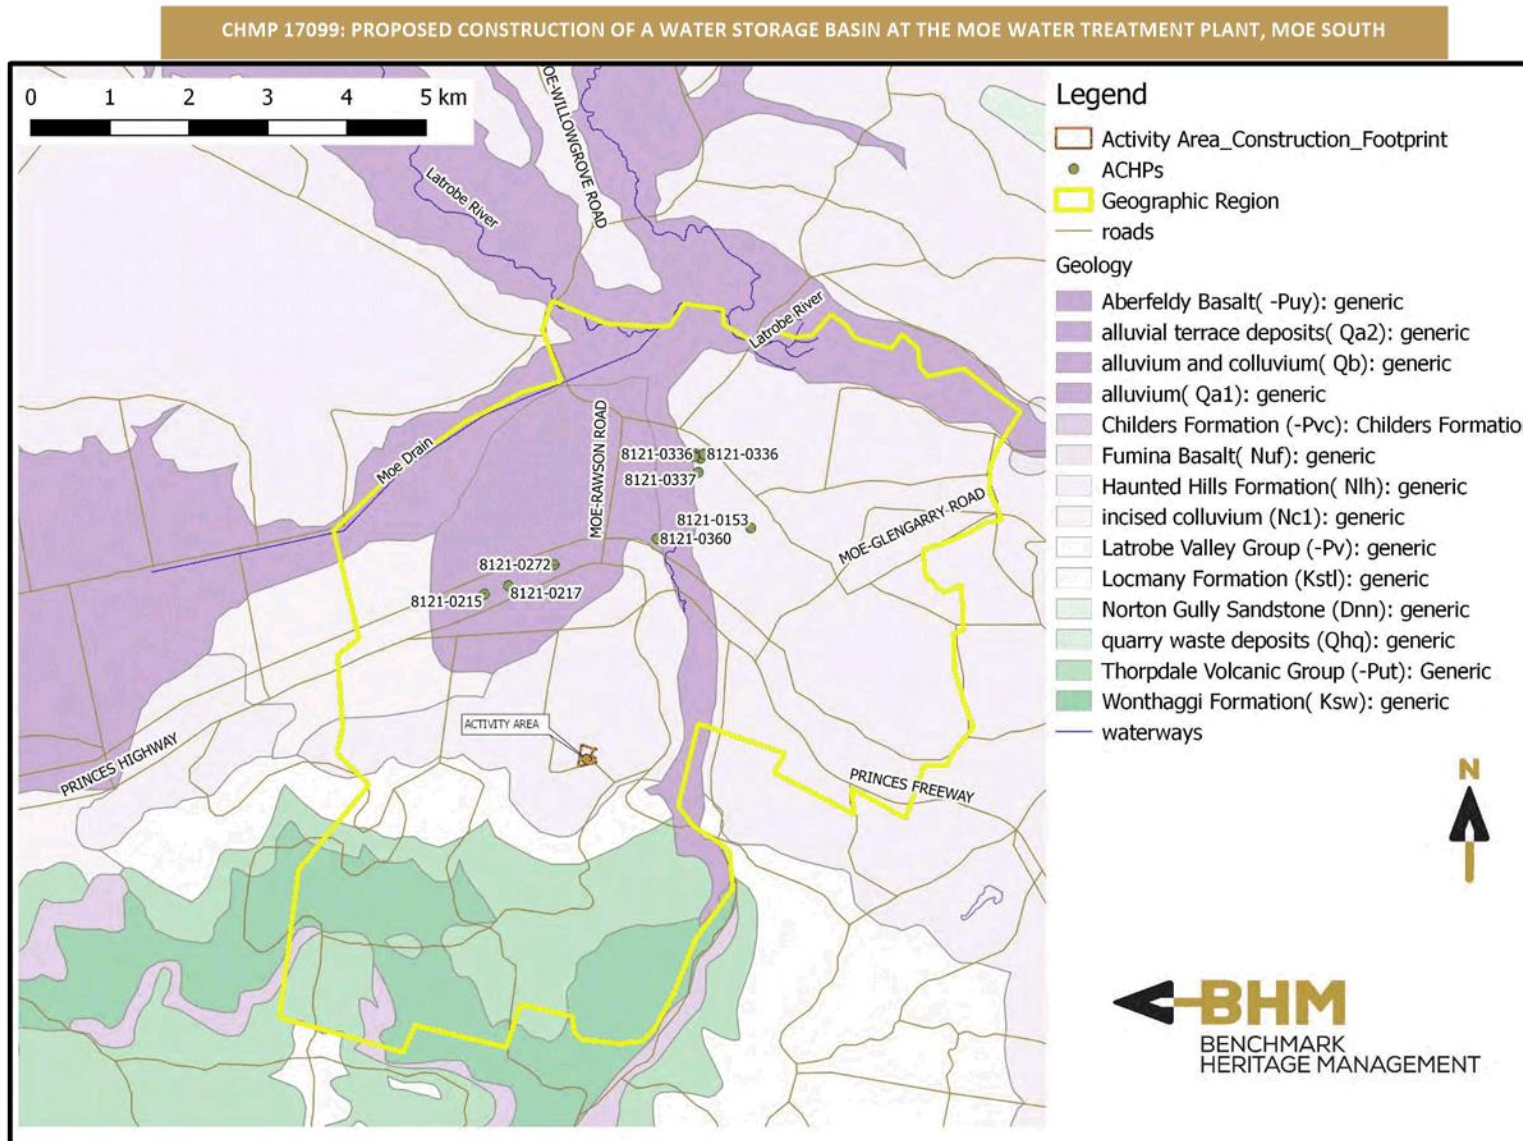 CHMP 17099: PROPOSED CONSTRUCTION OF A WATER STORAGE BASIN AT THE MOE WATER TREATMENT PLANT, MOE SOUTH
0 1 2 3 4 5 km
OE-WILLOWGROVE ROAD
Latrobe River
Latrobe River
Moe Drain
MOE-RAWSON ROAD
8121-0336 8121-0336
8121-0337
8121-0153
MOE-GLENGARRY-ROAD
8121-0360
8121-0272
8121-0217
8121-0215
ACTIVITY AREA
PRINCES HIGHWAY
PRINCES FREEWAY
Legend
Activity Area_Construction_Footprint
ACHPs
Geographic Region
roads
Geology
Aberfeldy Basalt( -Puy): generic
alluvial terrace deposits( Qa2): generic
alluvium and colluvium( Qb): generic
alluvium( Qa1): generic
Childers Formation (-Pvc): Childers Formatio
Fumina Basalt( Nuf): generic
Haunted Hills Formation( Nlh): generic
incised colluvium (Nc1): generic
Latrobe Valley Group (-Pv): generic
Locmany Formation (Kstl): generic
Norton Gully Sandstone (Dnn): generic
quarry waste deposits (Qhq): generic
Thorpdale Volcanic Group (-Put): Generic
Wonthaggi Formation( Ksw): generic
waterways
N
BHM
BENCHMARK
HERITAGE MANAGEMENT